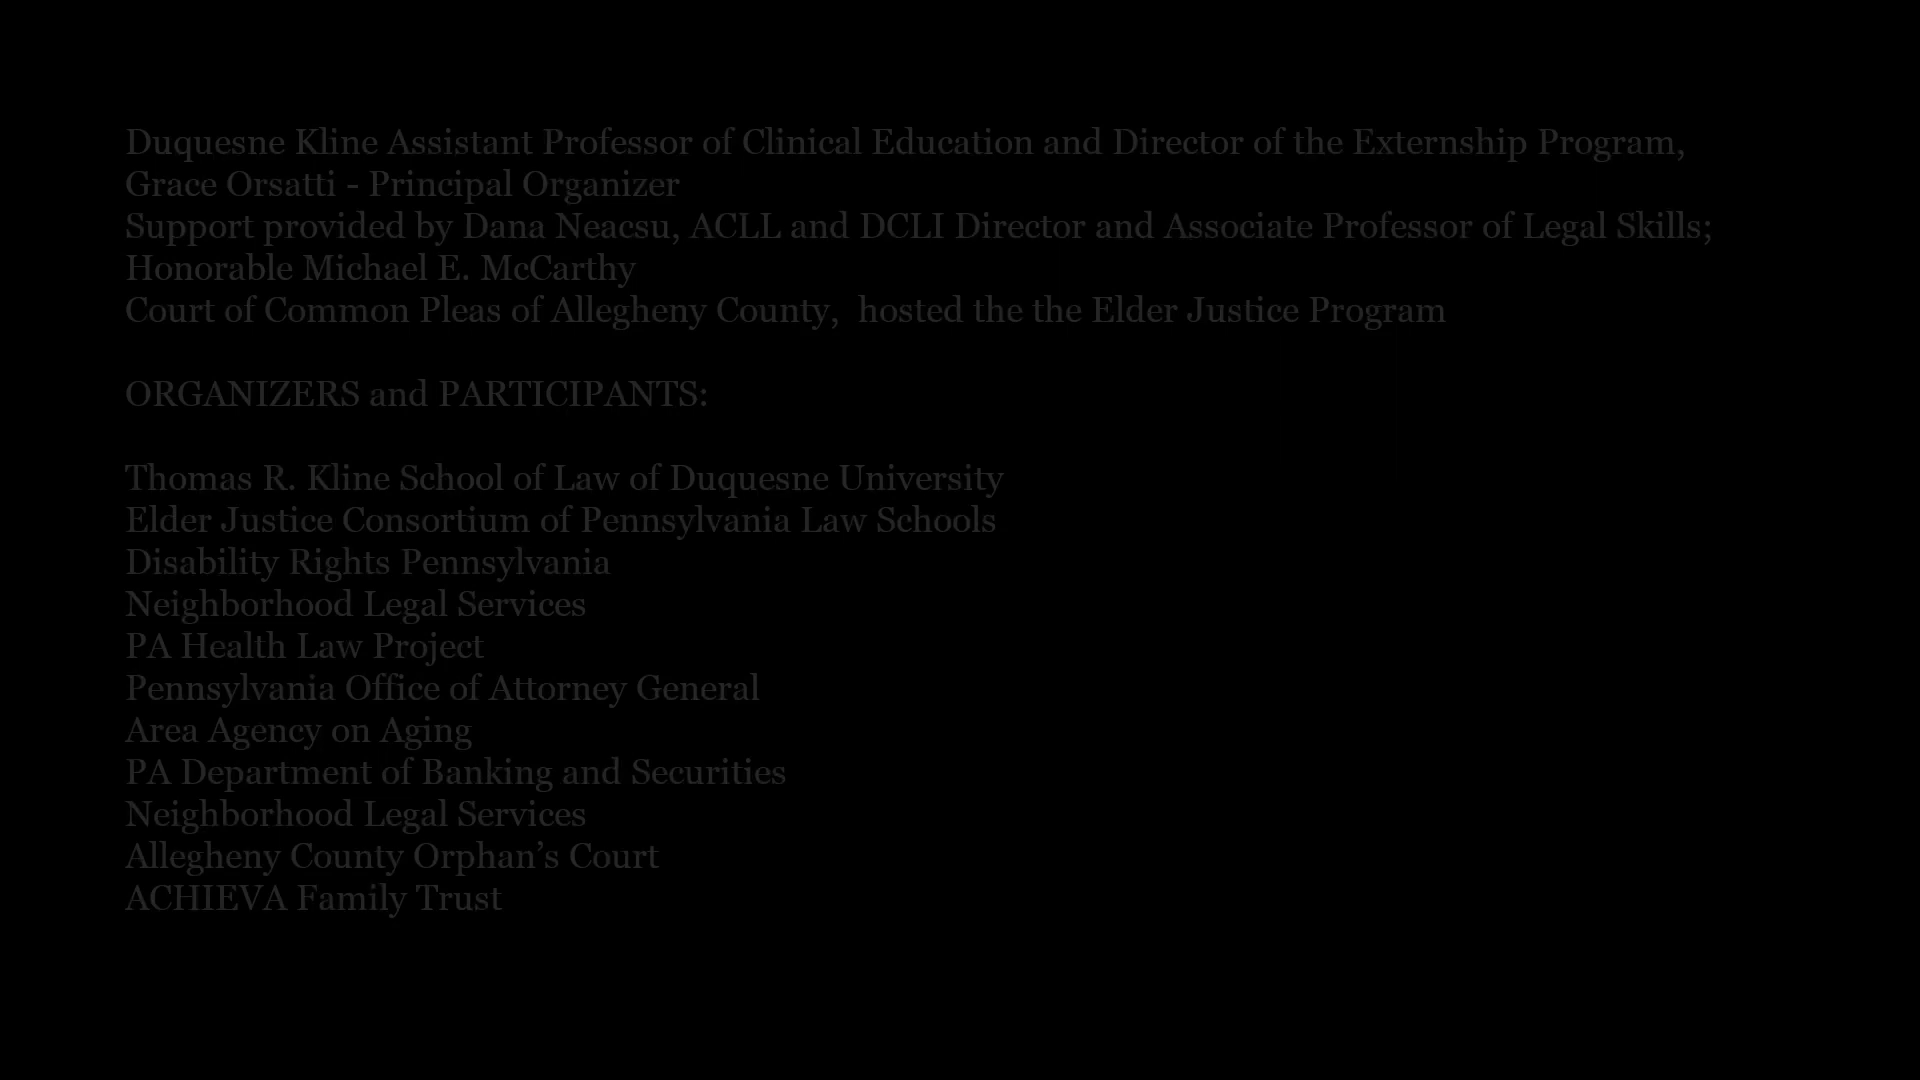 Duquesne Kline Assistant Professor of Clinical Education and Director of the Externship Program,
Grace Orsatti - Principal Organizer
Support provided by Dana Neacsu, ACLL and DCLI Director and Associate Professor of Legal Skills;
Honorable Michael E. McCarthy
Court of Common Pleas of Allegheny County,  hosted the the Elder Justice Program
ORGANIZERS and PARTICIPANTS:
Thomas R. Kline School of Law of Duquesne University
Elder Justice Consortium of Pennsylvania Law Schools
Disability Rights Pennsylvania
Neighborhood Legal Services
PA Health Law Project
Pennsylvania Office of Attorney General
Area Agency on Aging
PA Department of Banking and Securities
Neighborhood Legal Services
Allegheny County Orphan’s Court
ACHIEVA Family Trust